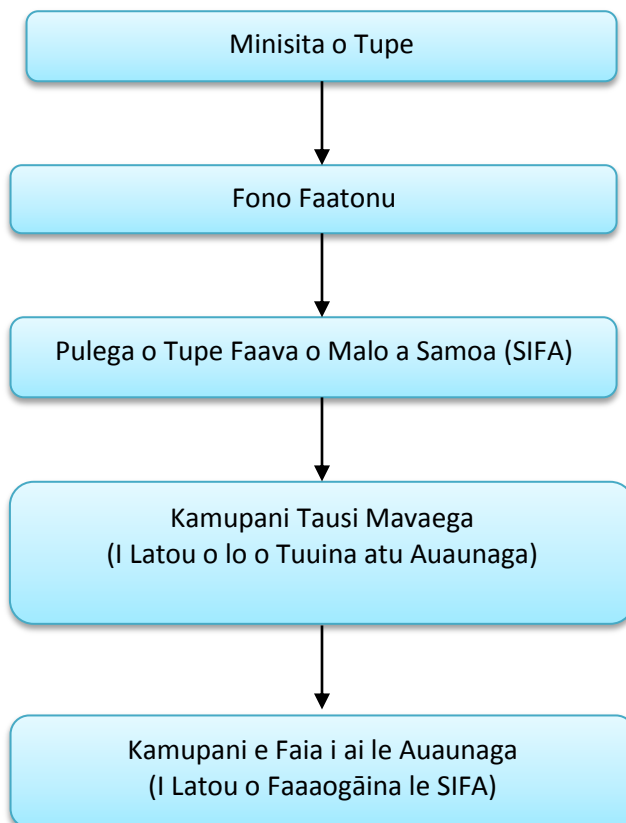 Minisita o Tupe
Fono Faatonu
Pulega o Tupe Faava o Malo a Samoa (SIFA)
Kamupani Tausi Mavaega
(I Latou o lo o Tuuina atu Auaunaga)
Kamupani e Faia i ai le Auaunaga
(I Latou o Faaaogāina le SIFA)